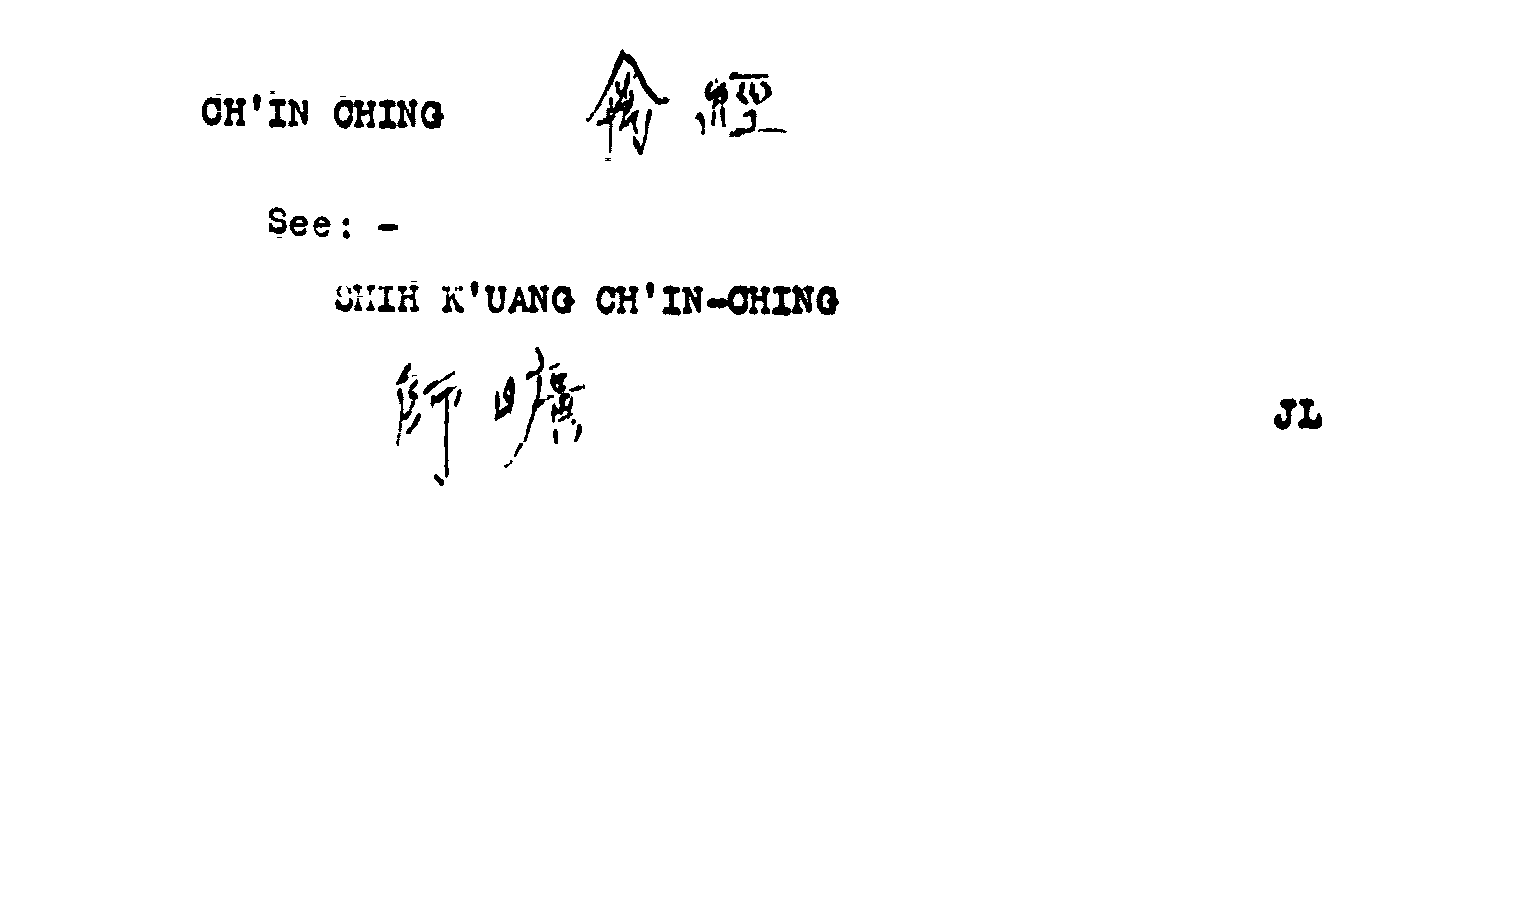 CH'IN CHING 禽經
See: -
SHIH K'UANG CH'IN-CHING
師曠
JL